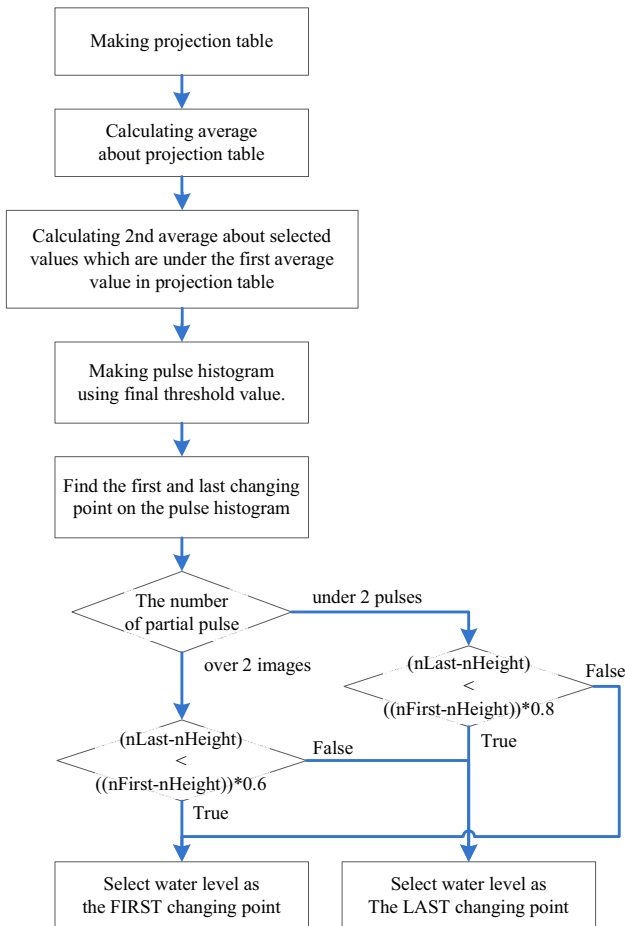 Making projection table
Calculating average
about projection table
Calculating 2nd average about selected
values which are under the first average
value in projection table
Making pulse histogram
using final threshold value.
Find the first and last changing
point on the pulse histogram
The number
of partial pulse
under 2 pulses
over 2 images
(nLast-nHeight)
<
((nFirst-nHeight))*0.8
False
True
(nLast-nHeight)
<
((nFirst-nHeight))*0.6
False
True
Select water level as
the FIRST changing point
Select water level as
The LAST changing point